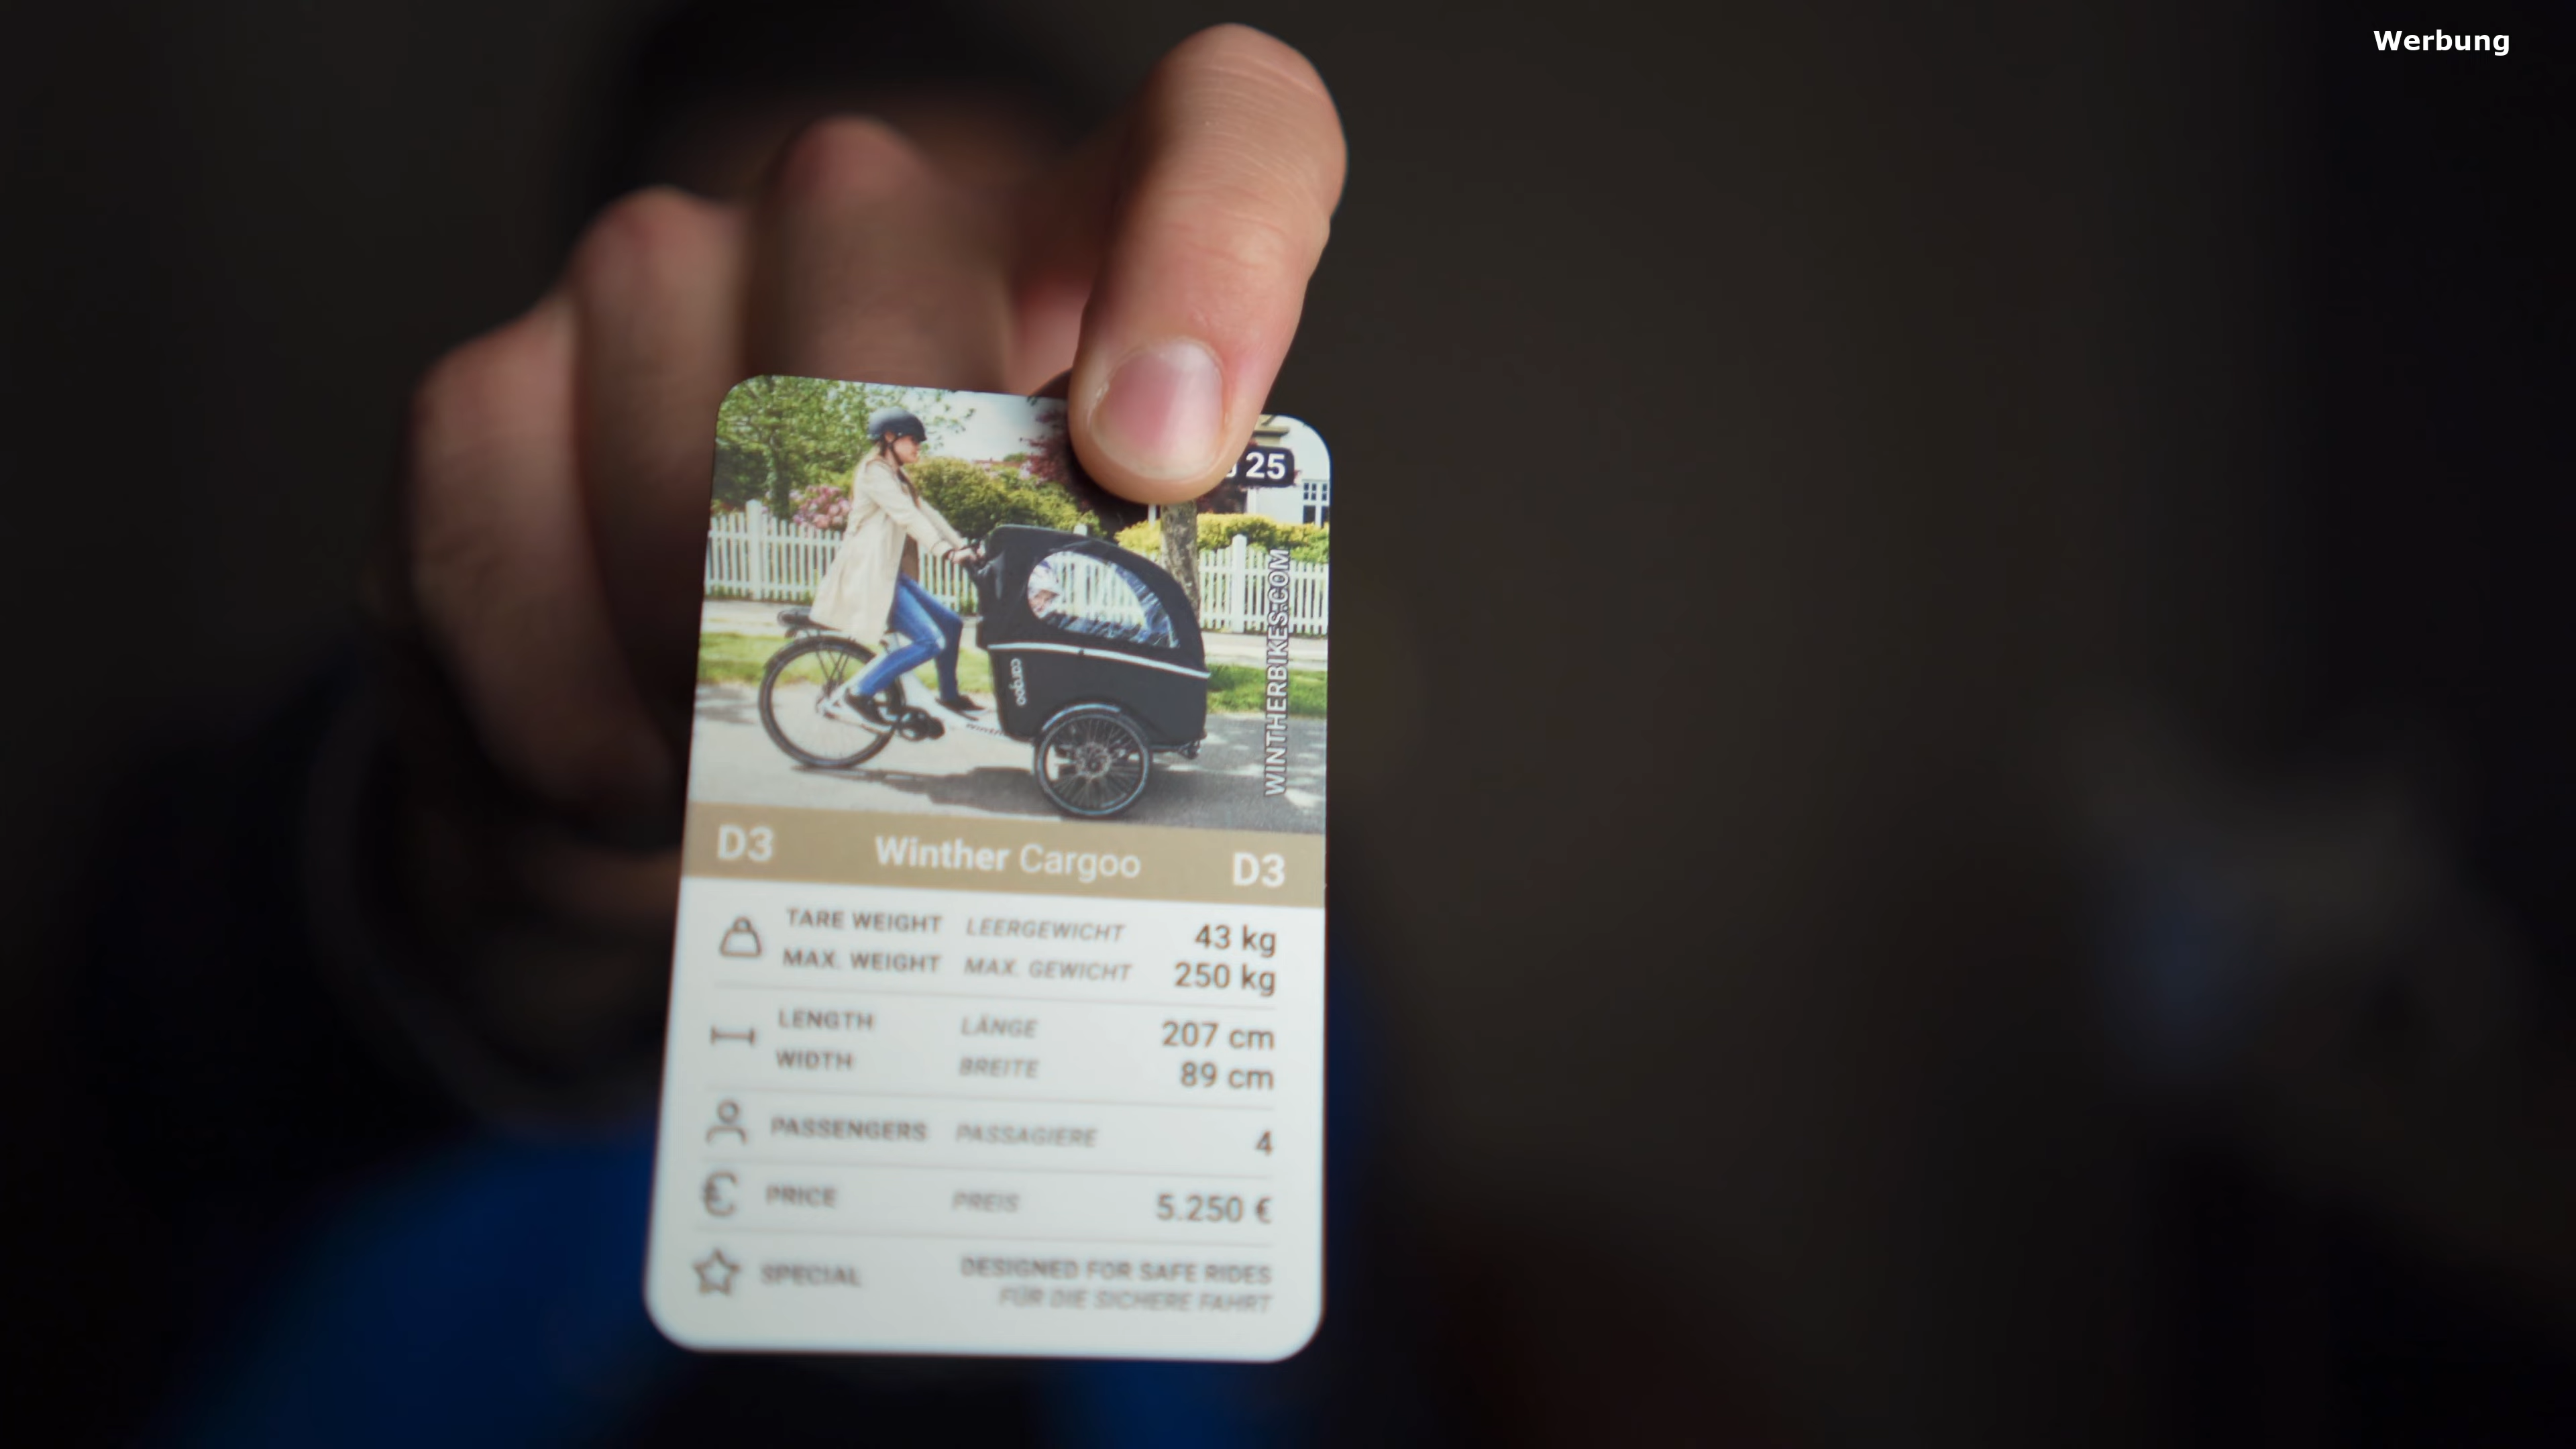 Werbung
25
WINTHERBIKES.COM
cargoo
D3 Winther Cargoo D3
TARE WEIGHT LEERGEWICHT 43 kg
MAX. WEIGHT MAX. GEWICHT 250 kg
LENGTH LÄNGE 207 cm
WIDTH BREITE 89 cm
PASSENGERS PASSAGIERE 4
€ PRICE PREIS 5.250 €
SPECIAL DESIGNED FOR SAFE RIDES
FÜR DIE SICHERE FAHRT